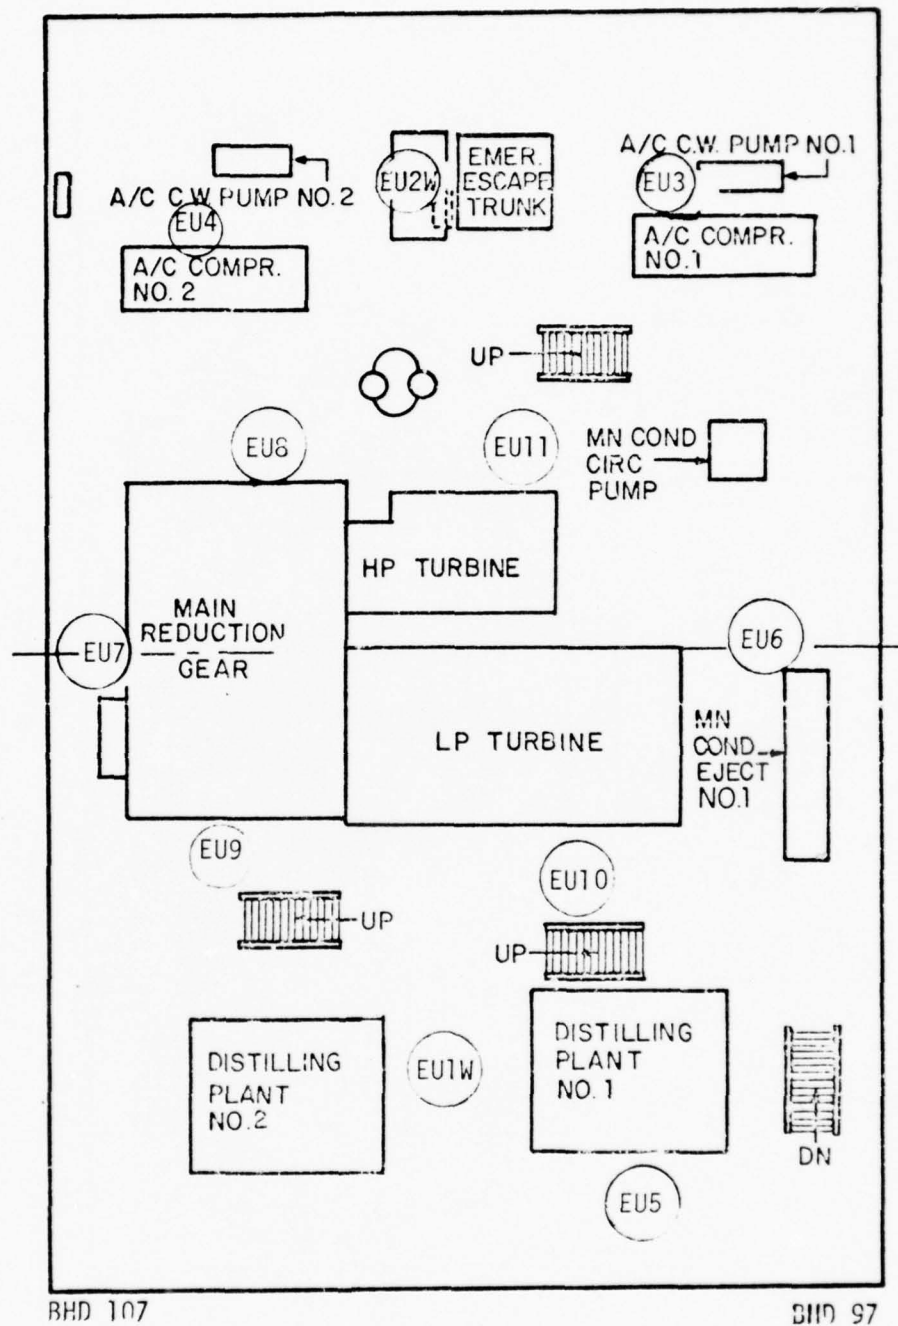 A/C C.W. PUMP NO.2
EU2W
EMER.
ESCAPE
TRUNK
A/C C.W. PUMP NO.1
EU3
EU4
A/C COMPR.
NO. 2
A/C COMPR.
NO.1
UP
EU8
EU11
MN COND
CIRC
PUMP
HP TURBINE
MAIN
REDUCTION
GEAR
EU7
EU6
LP TURBINE
MN
COND
EJECT
NO.1
EU9
EU10
UP
UP
DISTILLING
PLANT
NO.2
EU1W
DISTILLING
PLANT
NO. 1
DN
EU5
BHD 107
BHD 97